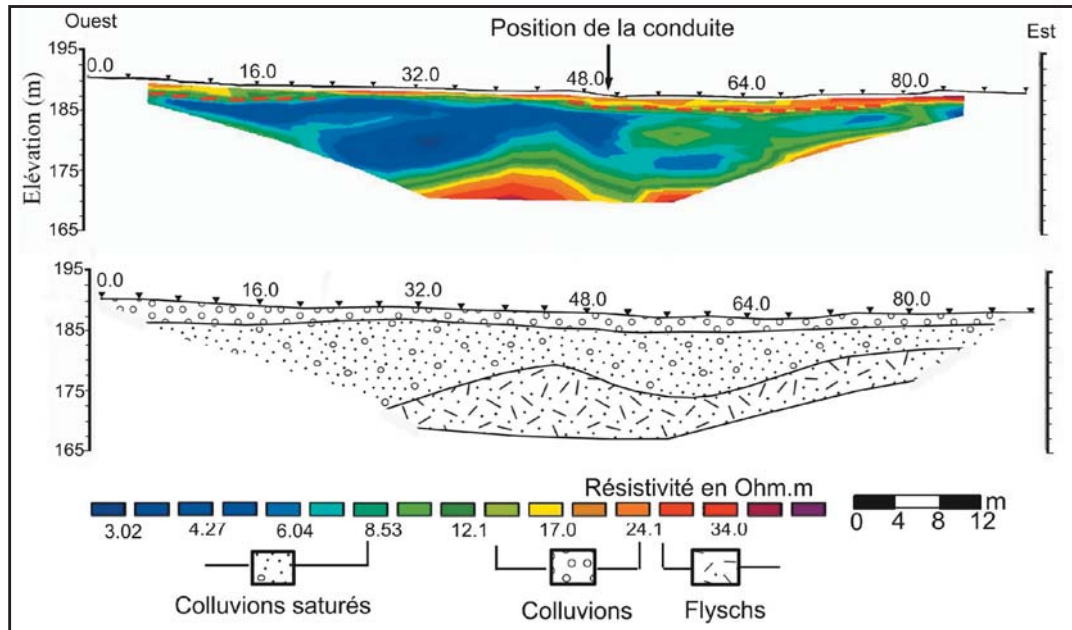 Ouest
Position de la conduite
Est
195
0.0
16.0
32.0
48.0
64.0
80.0
185
175
165
Elévation (m)
195
0.0
16.0
32.0
48.0
64.0
80.0
185
175
165
Résistivité en Ohm.m
m
3.02
4.27
6.04
8.53
12.1
17.0
24.1
34.0
0 4 8 12
Colluvions saturés
Colluvions
Flyschs